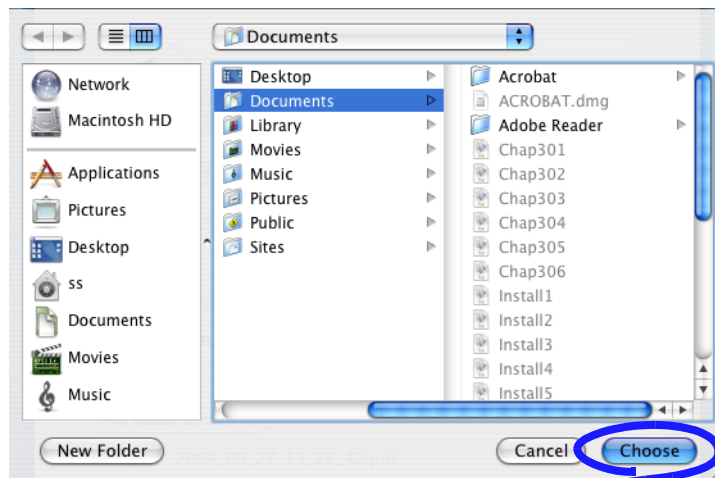 Documents
Network
Macintosh HD
Applications
Pictures
Desktop
ss
Documents
Movies
Music
Desktop
Documents
Library
Movies
Music
Pictures
Public
Sites
Acrobat
ACROBAT.dmg
Adobe Reader
Chap301
Chap302
Chap303
Chap304
Chap305
Chap306
Install1
Install2
Install3
Install4
Install5
New Folder
Cancel
Choose